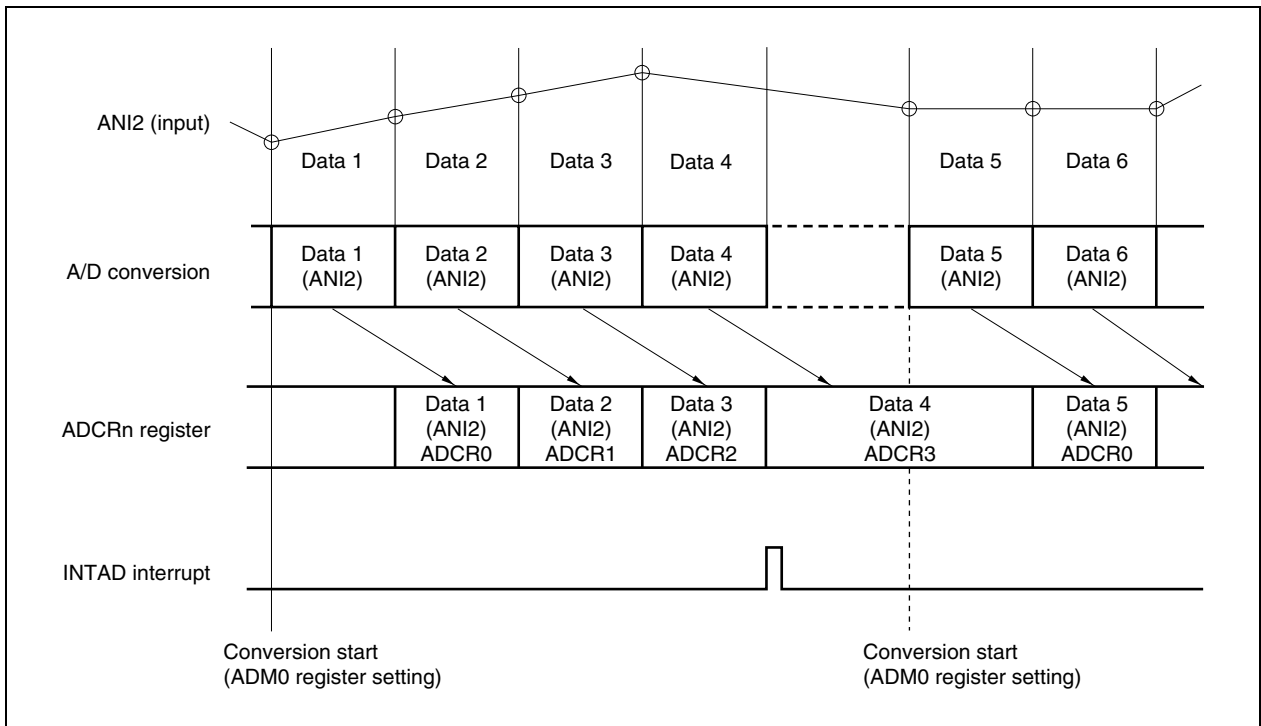 ANI2 (input)
Data 1
Data 2
Data 3
Data 4
Data 5
Data 6
A/D conversion
Data 1
(ANI2)
Data 2
(ANI2)
Data 3
(ANI2)
Data 4
(ANI2)
Data 5
(ANI2)
Data 6
(ANI2)
ADCRn register
Data 1
(ANI2)
ADCR0
Data 2
(ANI2)
ADCR1
Data 3
(ANI2)
ADCR2
Data 4
(ANI2)
ADCR3
Data 5
(ANI2)
ADCR0
INTAD interrupt
Conversion start
(ADM0 register setting)
Conversion start
(ADM0 register setting)